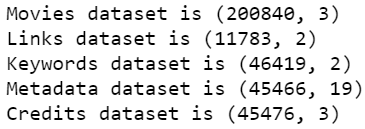 Movies dataset is (200840, 3)
Links dataset is (11783, 2)
Keywords dataset is (46419, 2)
Metadata dataset is (45466, 19)
Credits dataset is (45476, 3)